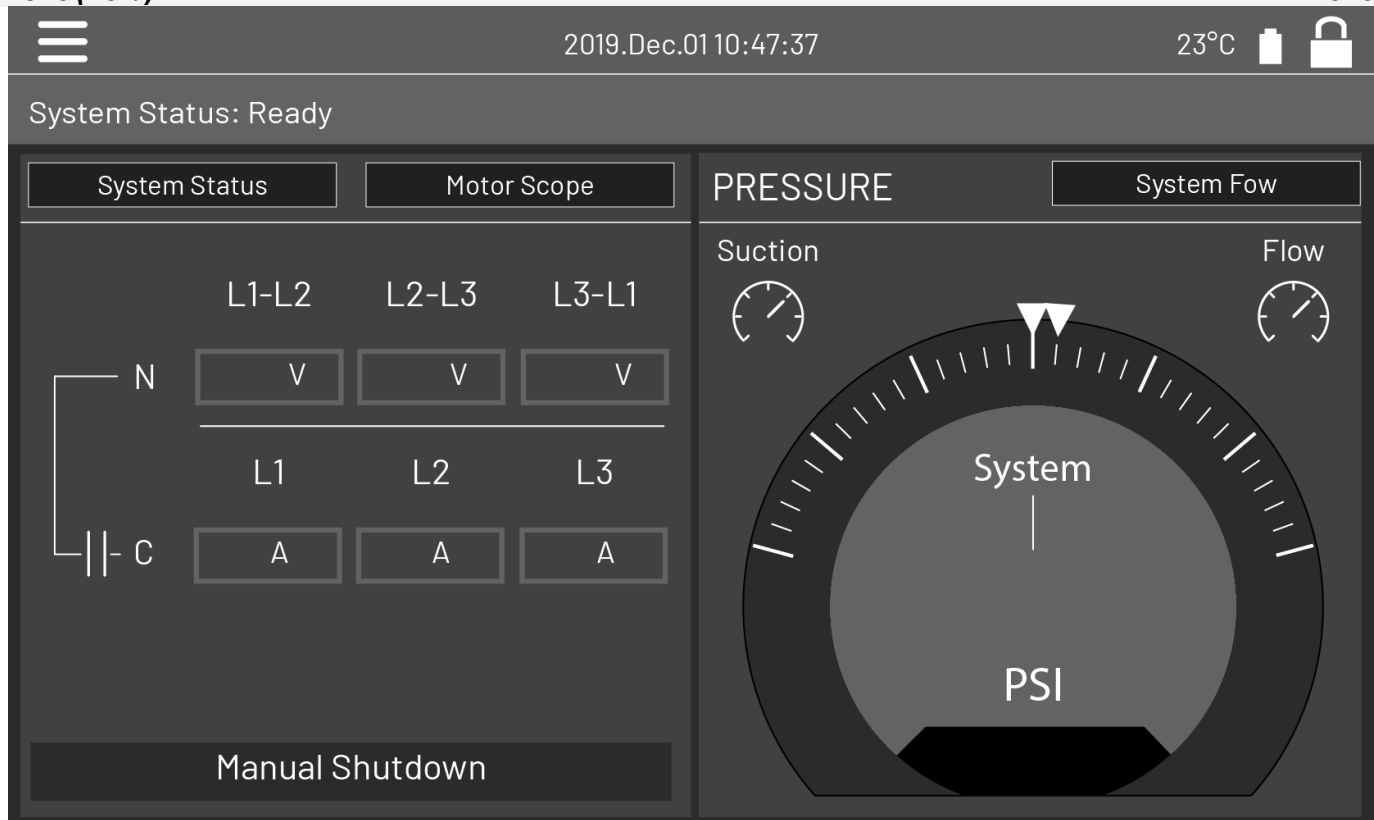 2019.Dec.01 10:47:37
23°C
System Status: Ready
System Status
Motor Scope
PRESSURE
System Fow
Suction
Flow
L1-L2 L2-L3 L3-L1
N V V V
L1 L2 L3
C A A A
System
PSI
Manual Shutdown